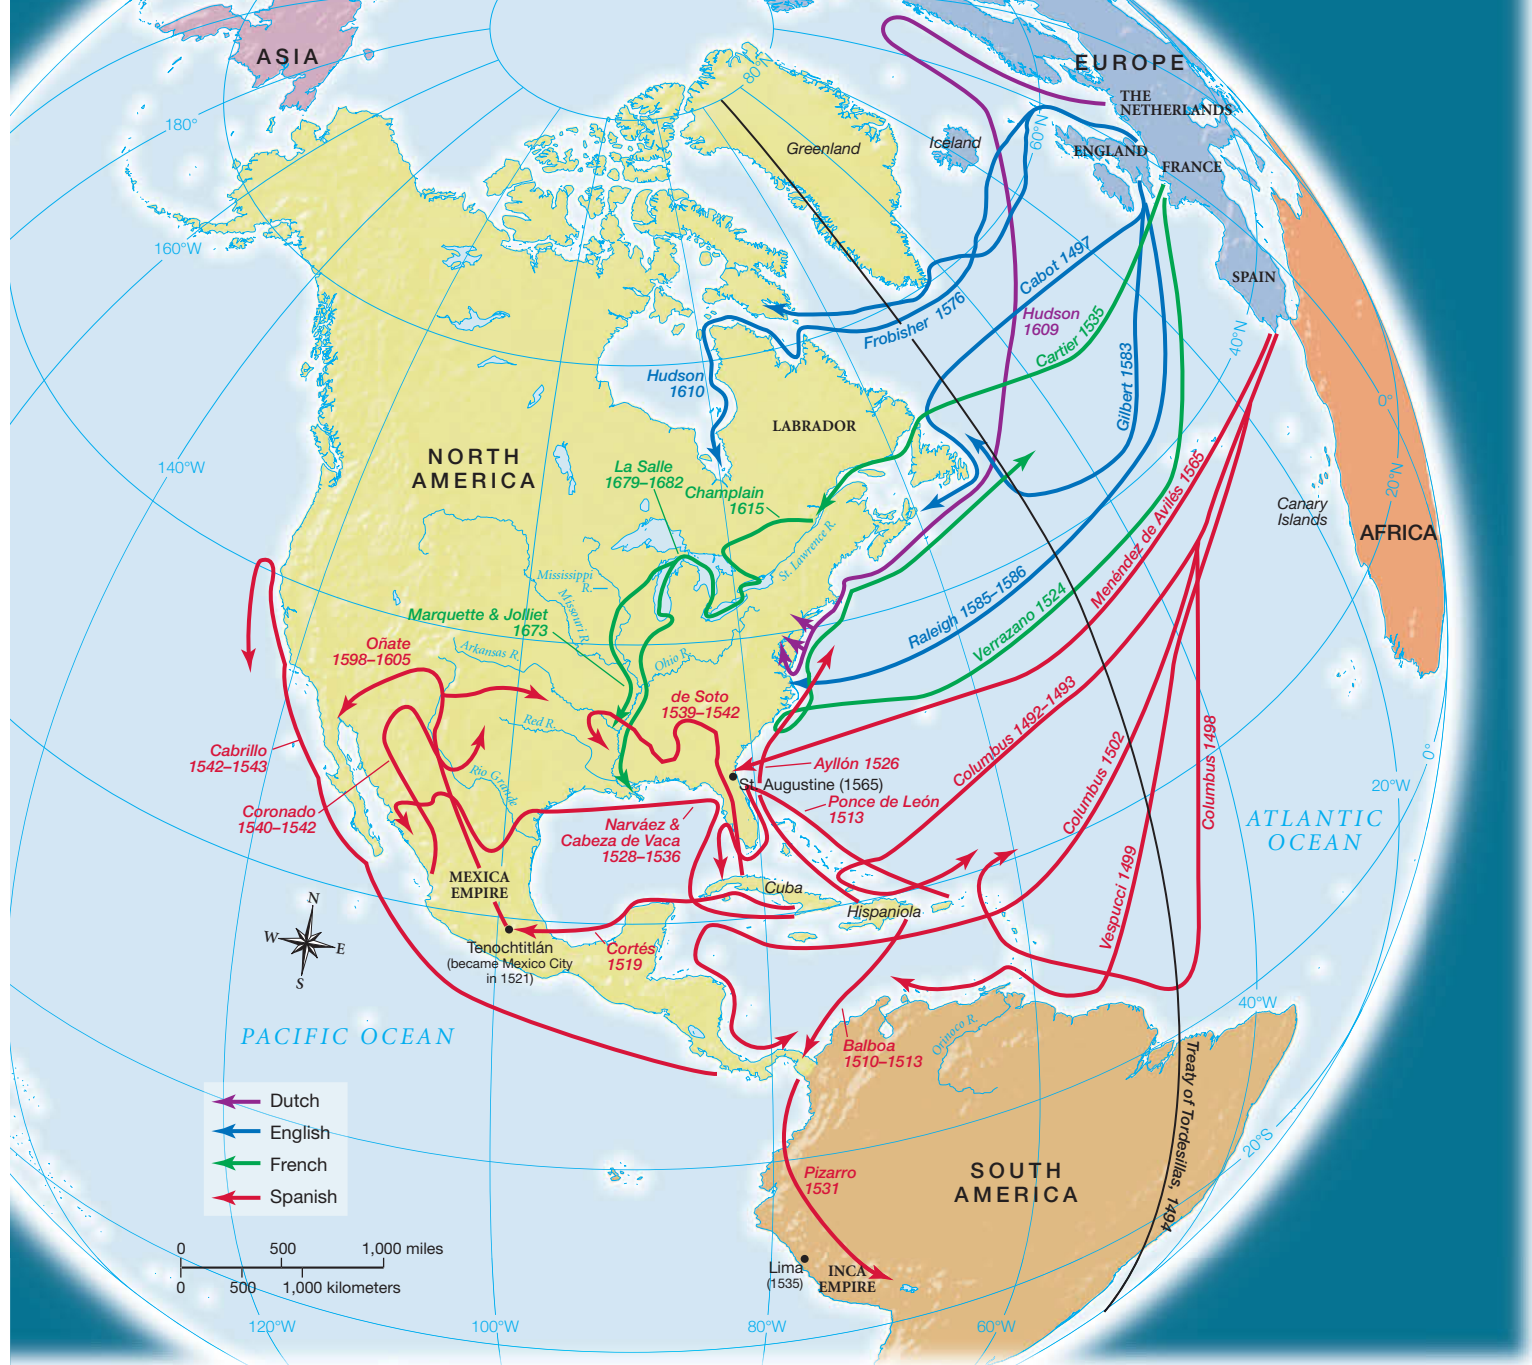 ASIA
EUROPE
THE
NETHERLANDS
80°N
180°
60°N
Greenland
Iceland
ENGLAND
FRANCE
160°W
Cabot 1497
SPAIN
Frobisher 1576
Hudson
1609
Cartier 1535
40°N
Gilbert 1583
Hudson
1610
0°
LABRADOR
NORTH
AMERICA
140°W
La Salle
1679–1682
Champlain
1615
20°N
Canary
Islands
Menéndez de Avilés 1565
AFRICA
St. Lawrence R.
Mississippi
R.
Missouri R.
Raleigh 1585–1586
Verrazano 1524
Marquette & Jolliet
1673
Oñate
1598–1605
Arkansas R.
Ohio R.
de Soto
1539–1542
Red R.
Columbus 1492–1493
Columbus 1502
Columbus 1498
Cabrillo
1542–1543
Rio Grande
Ayllón 1526
St. Augustine (1565)
0°
20°W
Coronado
1540–1542
Ponce de León
1513
Narváez &
Cabeza de Vaca
1528–1536
ATLANTIC
OCEAN
MEXICA
EMPIRE
Cuba
Hispaniola
Vespucci 1499
N
W
E
S
Tenochtitlán
(became Mexico City
in 1521)
Cortés
1519
40°W
PACIFIC OCEAN
Orinoco R.
Balboa
1510–1513
Treaty of Tordesillas, 1494
Dutch
English
French
Spanish
20°S
Pizarro
1531
SOUTH
AMERICA
0 500 1,000 miles
0 500 1,000 kilometers
Lima
(1535)
INCA
EMPIRE
120°W
100°W
80°W
60°W